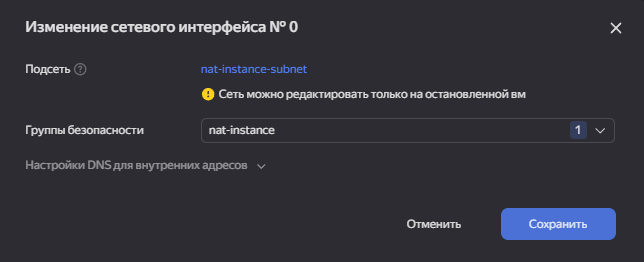 Изменение сетевого интерфейса № 0
Подсеть
nat-instance-subnet
Сеть можно редактировать только на остановленной вм
Группы безопасности
nat-instance
1
Настройки DNS для внутренних адресов
Отменить
Сохранить